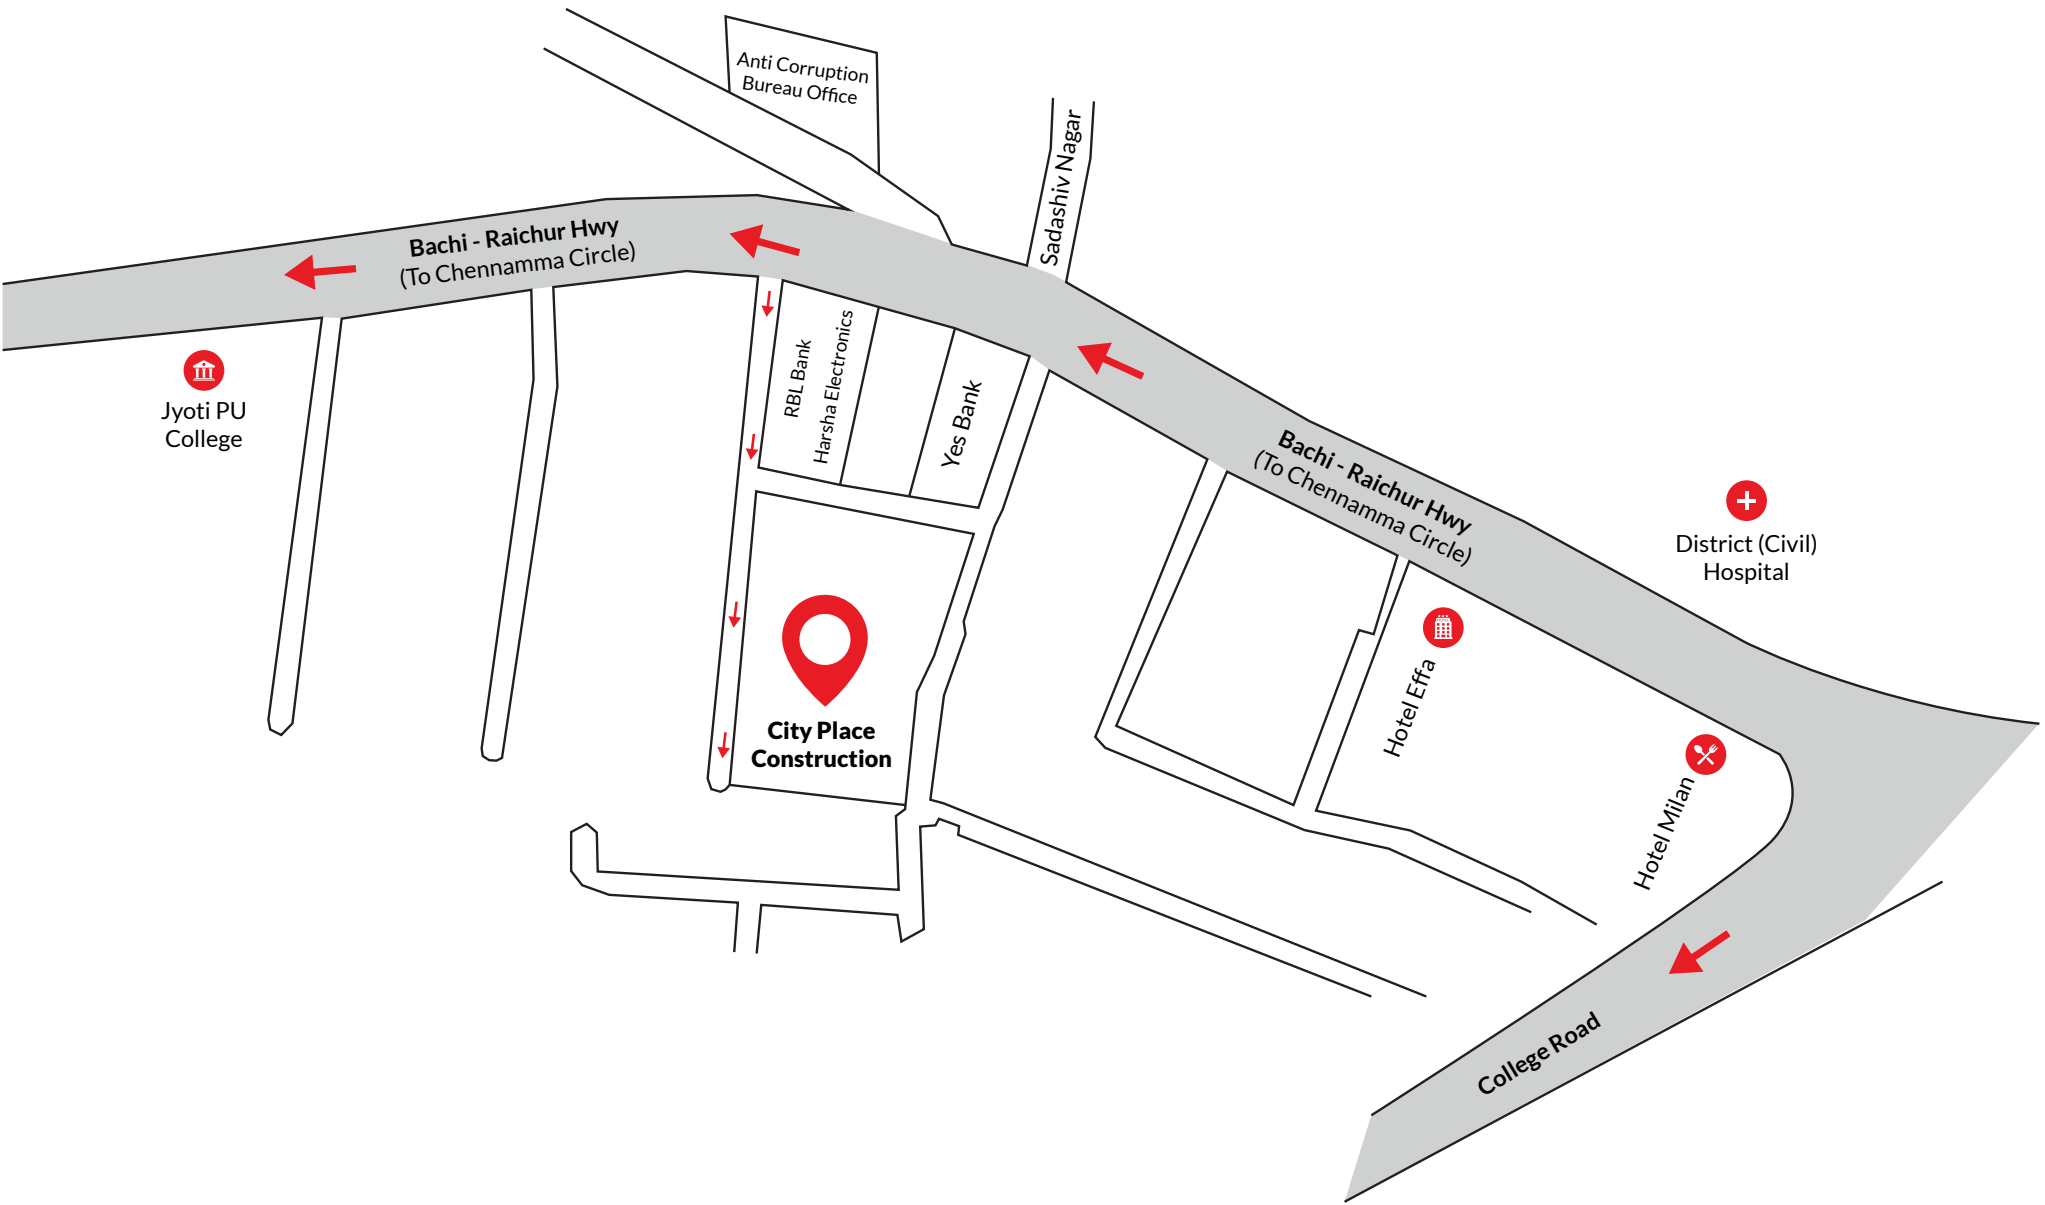 Anti Corruption
Bureau Office
Sadashiv Nagar
Bachi - Raichur Hwy
(To Chennamma Circle)
Jyoti PU
College
RBL Bank
Harsha Electronics
Yes Bank
Bachi - Raichur Hwy
(To Chennamma Circle)
District (Civil)
Hospital
City Place
Construction
Hotel Effa
Hotel Milan
College Road